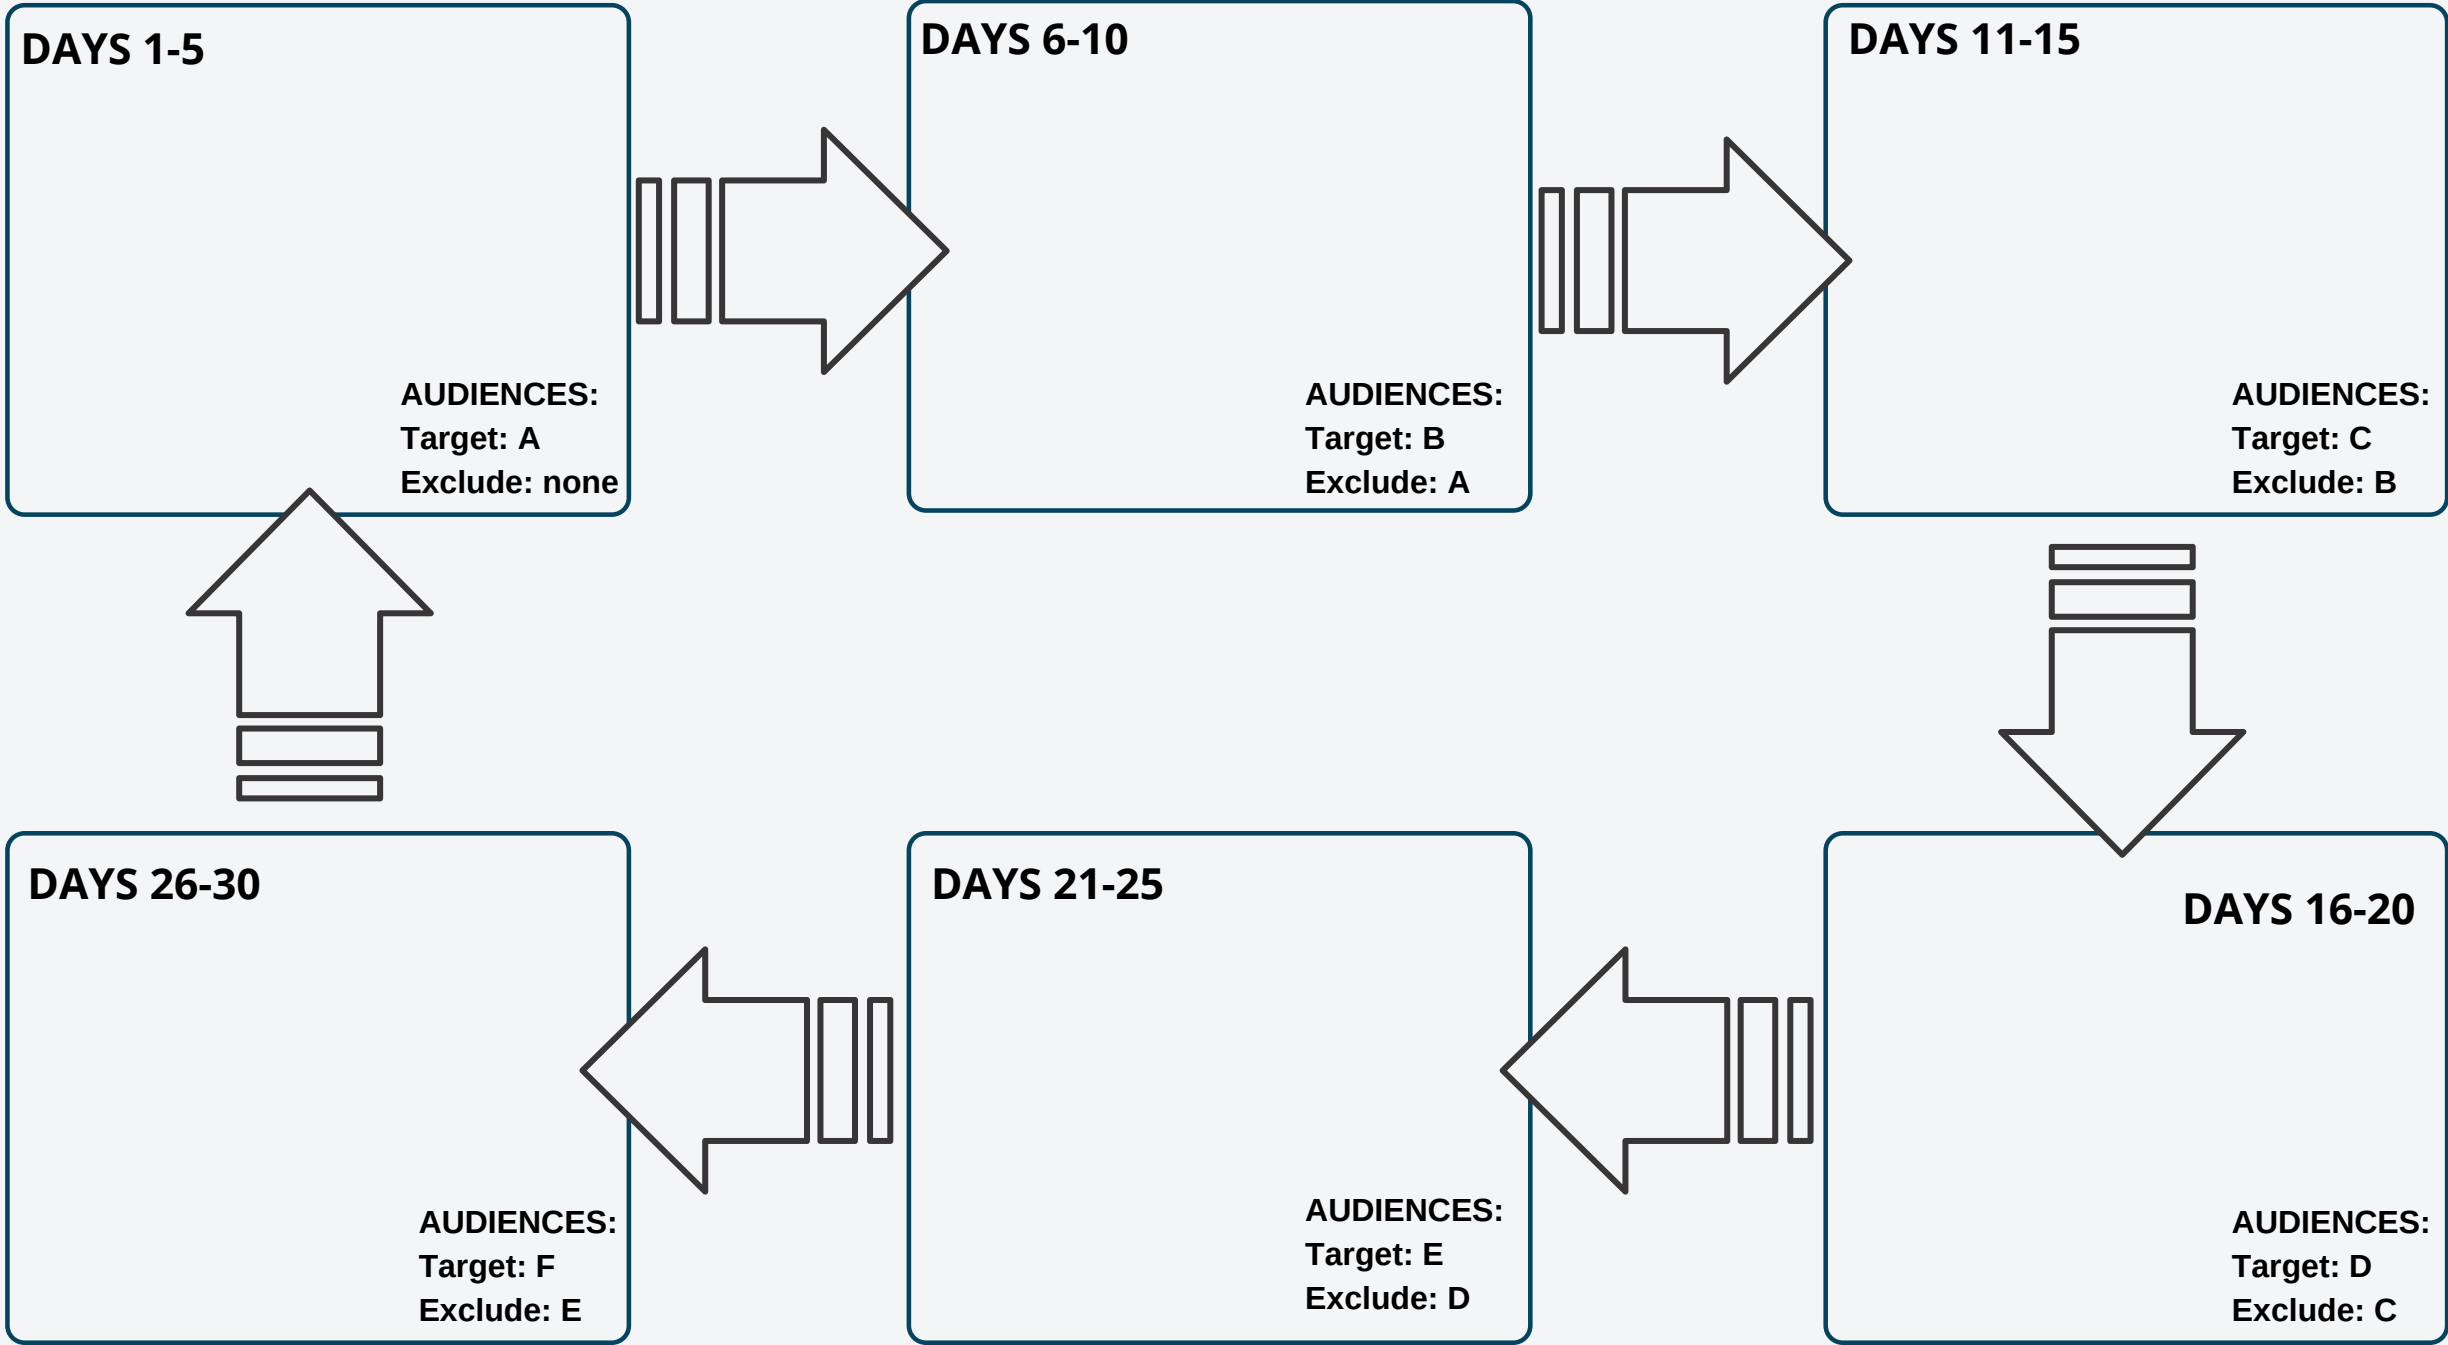 DAYS 1-5
AUDIENCES:
Target: A
Exclude: none
DAYS 6-10
AUDIENCES:
Target: B
Exclude: A
DAYS 11-15
AUDIENCES:
Target: C
Exclude: B
DAYS 16-20
AUDIENCES:
Target: D
Exclude: C
DAYS 21-25
AUDIENCES:
Target: E
Exclude: D
DAYS 26-30
AUDIENCES:
Target: F
Exclude: E